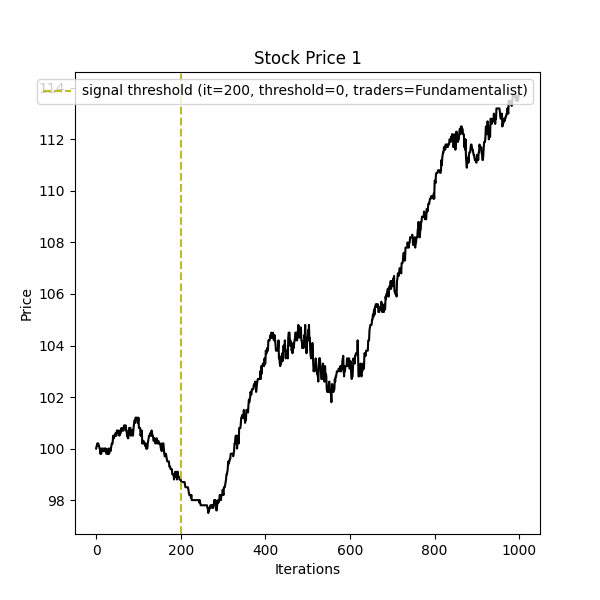 Stock Price 1
114
signal threshold (it=200, threshold=0, traders=Fundamentalist)
112
110
108
106
104
102
100
98
Price
0 200 400 600 800 1000
Iterations